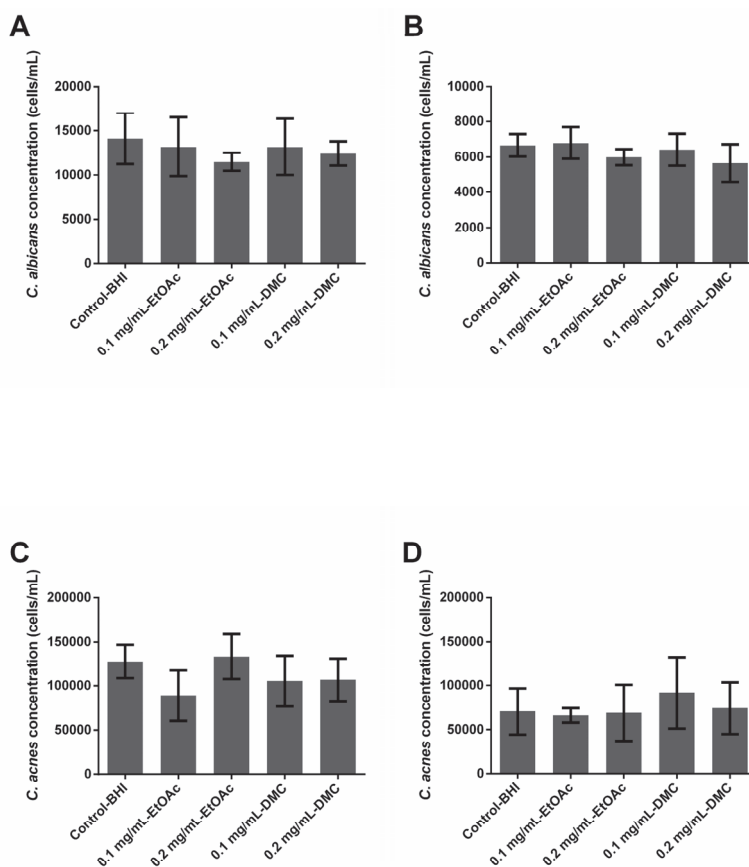 A
C. albicans concentration (cells/mL)
20000
15000
10000
5000
0
Control-BHI
0.1 mg/mL-EtOAc
0.2 mg/mL-EtOAc
0.1 mg/mL-DMC
0.2 mg/mL-DMC
B
C. albicans concentration (cells/mL)
10000
8000
6000
4000
2000
0
Control-BHI
0.1 mg/mL-EtOAc
0.2 mg/mL-EtOAc
0.1 mg/mL-DMC
0.2 mg/mL-DMC
C
C. acnes concentration (cells/mL)
200000
150000
100000
50000
0
Control-BHI
0.1 mg/mL-EtOAc
0.2 mg/mL-EtOAc
0.1 mg/mL-DMC
0.2 mg/mL-DMC
D
C. acnes concentration (cells/mL)
200000
150000
100000
50000
0
Control-BHI
0.1 mg/mL-EtOAc
0.2 mg/mL-EtOAc
0.1 mg/mL-DMC
0.2 mg/mL-DMC